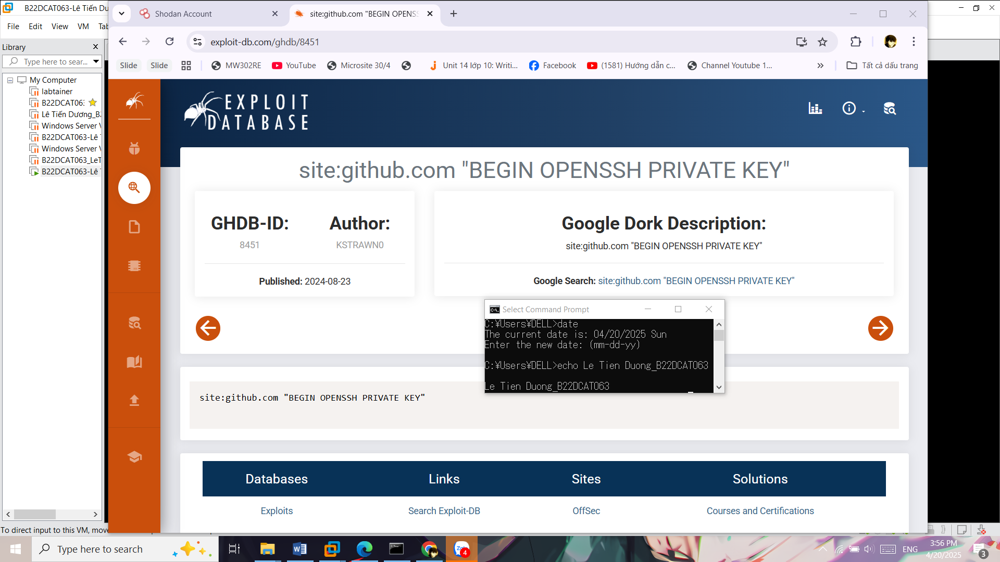 B22DCAT063-Lê Tiến Dư
File Edit View VM Tab
Library
Type here to sear...
My Computer
labtainer
B22DCAT063
Lê Tiến Dương_B2
Windows Server V
B22DCAT063-Lê T
Windows Server V
B22DCAT063_LeT
B22DCAT063-Lê T
To direct input to this VM, move
Shodan Account
site:github.com "BEGIN OPENSS
exploit-db.com/ghdb/8451
Slide Slide MW302RE YouTube Microsite 30/4 Unit 14 lớp 10: Writi... Facebook (1581) Hướng dẫn c... Channel Youtube 1... » Tất cả dấu trang
EXPLOIT
DATABASE
site:github.com "BEGIN OPENSSH PRIVATE KEY"
GHDB-ID:
8451
Author:
KSTRAWN0
Published: 2024-08-23
Google Dork Description:
site:github.com "BEGIN OPENSSH PRIVATE KEY"
Google Search: site:github.com "BEGIN OPENSSH PRIVATE KEY"
Select Command Prompt
C:¥Users¥DELL>date
The current date is: 04/20/2025 Sun
Enter the new date: (mm-dd-yy)
C:¥Users¥DELL>echo Le Tien Duong_B22DCAT063
Le Tien Duong_B22DCAT063
site:github.com "BEGIN OPENSSH PRIVATE KEY"
Databases Links Sites Solutions
Exploits Search Exploit-DB OffSec Courses and Certifications
Type here to search
4
ENG
3:56 PM
4/20/2025
3